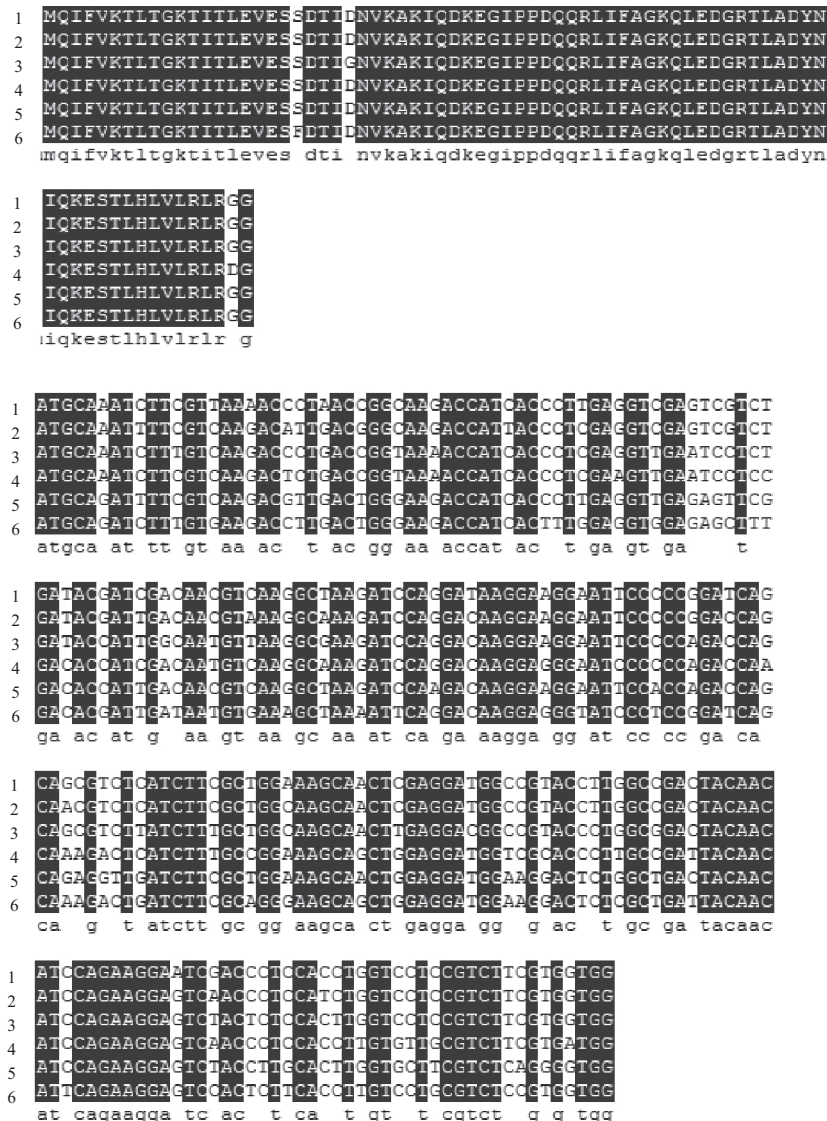 1 MQIFVKTLTGKTITLEVESSDTIDNVKAKIQDKEGIPPDQQRLIFAGKQLEDGRTLADYN
2 MQIFVKTLTGKTITLEVESSDTIDNVKAKIQDKEGIPPDQQRLIFAGKQLEDGRTLADYN
3 MQIFVKTLTGKTITLEVESSDTIGNVKAKIQDKEGIPPDQQRLIFAGKQLEDGRTLADYN
4 MQIFVKTLTGKTITLEVESSDTIDNVKAKIQDKEGIPPDQQRLIFAGKQLEDGRTLADYN
5 MQIFVKTLTGKTITLEVESSDTIDNVKAKIQDKEGIPPDQQRLIFAGKQLEDGRTLADYN
6 MQIFVKTLTGKTITLEVESFDTIDNVKAKIQDKEGIPPDQQRLIFAGKQLEDGRTLADYN
mqifvktltgktitleves dti nvkakiqdkegippdqqrlifagkqledgrtladyn
1 IQKESTLHLVLRLRGG
2 IQKESTLHLVLRLRGG
3 IQKESTLHLVLRLRGG
4 IQKESTLHLVLRLRDG
5 IQKESTLHLVLRLRGG
6 IQKESTLHLVLRLRGG
iqkestlhlvlrlr g
1 ATGCAAATCTTCGTTAAAACCCTAACCGGCAAGACCATCACCCTTGAGGTCGAGTCGTCT
2 ATGCAAATTTTCGTCAAGACATTGACGGGCAAGACCATTACCCTCGAGGTCGAGTCGTCT
3 ATGCAAATCTTTGTCAAGACCCTGACCGGTAAAACCATCACCCTCGAGGTTGAATCCTCT
4 ATGCAAATCTTCGTCAAGACTCTGACCGGTAAAACCATCACCCTCGAAGTTGAATCCTCC
5 ATGCAGATTTTCGTCAAGACGTTGACTGGGAAGACCATCACCCTTGAGGTTGAGAGTTCG
6 ATGCAGATCTTTGTGAAGACCTTGACTGGGAAGACCATCACTTTGGAGGTGGAGAGCTTT
atgca at tt gt aa ac t ac gg aa accat ac t ga gt ga t
1 GATACGATCGACAACGTCAAGGCTAAGATCCAGGATAAGGAAGGAATTCCCCCGGATCAG
2 GATACGATTGACAACGTAAAGGCAAAGATCCAGGACAAGGAAGGAATTCCCCCGGACCAG
3 GATACCATTGGCAATGTTAAGGCGAAGATCCAGGACAAGGAAGGAATTCCCCCAGACCAG
4 GACACCATCGACAATGTCAAGGCAAAGATCCAGGACAAGGAGGGAATCCCCCCAGACCAA
5 GACACCATTGACAACGTCAAGGCTAAGATCCAAGACAAGGAAGGAATTCCACCAGACCAG
6 GACACGATTGATAATGTGAAAGCTAAAATTCAGGACAAGGAGGGTATCCCTCCGGATCAG
ga ac at g aa gt aa gc aa at ca ga aagga gg at cc cc ga ca
1 CAGCGTCTCATCTTCGCTGGAAAGCAACTCGAGGATGGCCGTACCTTGGCCGACTACAAC
2 CAACGTCTCATCTTCGCTGGCAAGCAACTCGAGGATGGCCGTACCTTGGCCGACTACAAC
3 CAGCGTCTTATCTTTGCTGGCAAGCAACTTGAGGACGGCCGTACCCTGGCGGACTACAAC
4 CAAAGACTCATCTTTGCCGGAAAGCAGCTGGAGGATGGTCGCACCCTTGCCGATTACAAC
5 CAGAGGTTGATCTTCGCTGGAAAGCAACTGGAGGATGGAAGGACTCTGGCTGACTACAAC
6 CAAAGACTGATCTTCGCAGGGAAGCAGCTGGAGGATGGAAGGACTCTCGCTGATTACAAC
ca g t atctt gc gg aagca ct gagga gg g ac t gc ga tacaac
1 ATCCAGAAGGAATCGACCCTCCACCTGGTCCTCCGTCTTCGTGGTGG
2 ATCCAGAAGGAGTCAACCCTCCATCTGGTCCTCCGTCTTCGTGGTGG
3 ATCCAGAAGGAGTCTACTCTCCACTTGGTCCTCCGTCTTCGTGGTGG
4 ATCCAGAAGGAGTCAACCCTCCACCTTGTGTTGCGTCTTCGTGATGG
5 ATCCAGAAGGAGTCTACCTTGCACTTGGTGCTTCGTCTCAGGGGTGG
6 ATTCAGAAGGAGTCCACTCTTCACCTTGTCCTGCGTCTCCGTGGTGG
at cagaagga tc ac t ca t gt t cgtct g g tgg